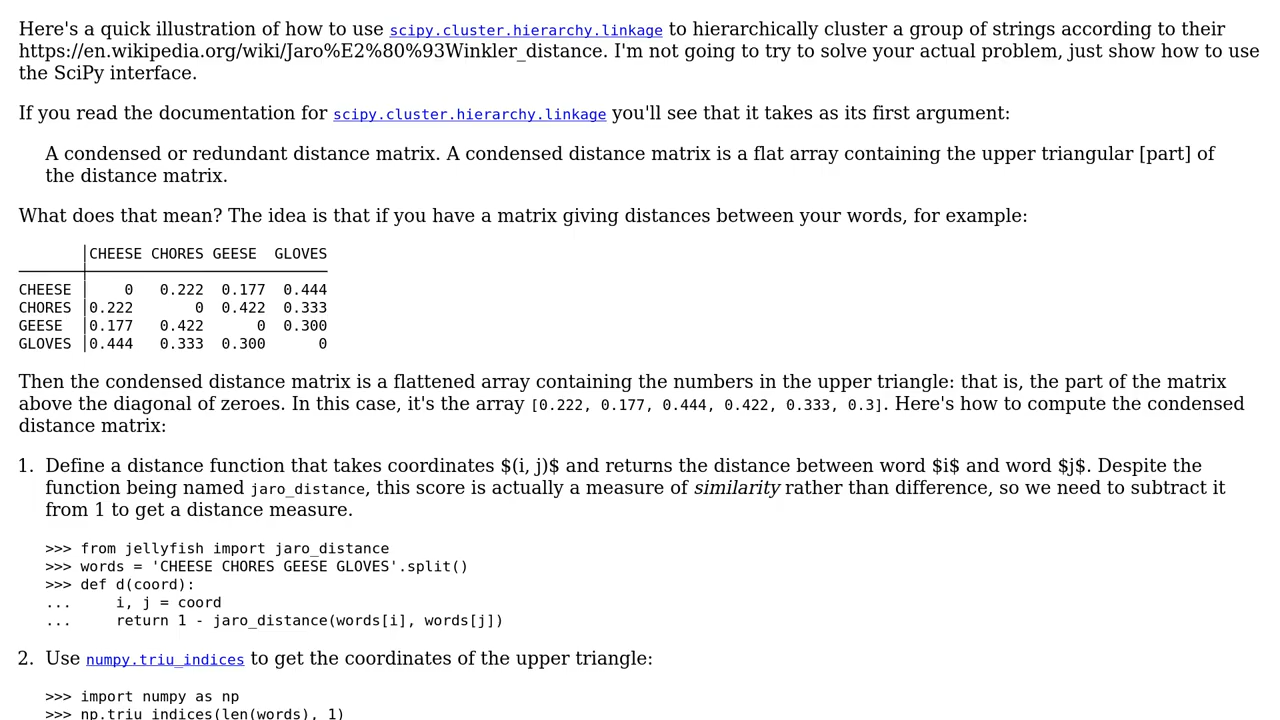 Here's a quick illustration of how to use scipy.cluster.hierarchy.linkage to hierarchically cluster a group of strings according to their
https://en.wikipedia.org/wiki/Jaro%E2%80%93Winkler_distance. I'm not going to try to solve your actual problem, just show how to use
the SciPy interface.
If you read the documentation for scipy.cluster.hierarchy.linkage you'll see that it takes as its first argument:
A condensed or redundant distance matrix. A condensed distance matrix is a flat array containing the upper triangular [part] of
the distance matrix.
What does that mean? The idea is that if you have a matrix giving distances between your words, for example:
       │CHEESE CHORES GEESE  GLOVES
───────┼───────────────────────────
CHEESE │    0   0.222  0.177  0.444
CHORES │0.222       0  0.422  0.333
GEESE  │0.177   0.422      0  0.300
GLOVES │0.444   0.333  0.300      0
Then the condensed distance matrix is a flattened array containing the numbers in the upper triangle: that is, the part of the matrix
above the diagonal of zeroes. In this case, it's the array [0.222, 0.177, 0.444, 0.422, 0.333, 0.3]. Here's how to compute the condensed
distance matrix:
1. Define a distance function that takes coordinates $(i, j)$ and returns the distance between word $i$ and word $j$. Despite the
function being named jaro_distance, this score is actually a measure of similarity rather than difference, so we need to subtract it
from 1 to get a distance measure.
>>> from jellyfish import jaro_distance
>>> words = 'CHEESE CHORES GEESE GLOVES'.split()
>>> def d(coord):
...     i, j = coord
...     return 1 - jaro_distance(words[i], words[j])
2. Use numpy.triu_indices to get the coordinates of the upper triangle:
>>> import numpy as np
>>> np.triu_indices(len(words), 1)